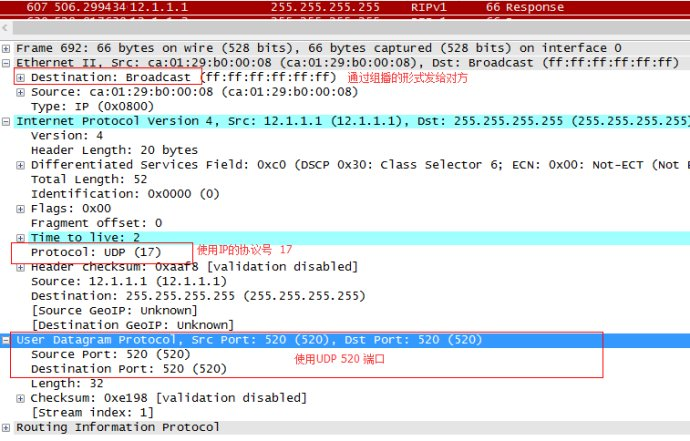 607 506.299434 12.1.1.1 255.255.255.255 RIPv1 66 Response
Frame 692: 66 bytes on wire (528 bits), 66 bytes captured (528 bits) on interface 0
Ethernet II, Src: ca:01:29:b0:00:08 (ca:01:29:b0:00:08), Dst: Broadcast (ff:ff:ff:ff:ff:ff)
Destination: Broadcast (ff:ff:ff:ff:ff:ff) 通过组播的形式发给对方
Source: ca:01:29:b0:00:08 (ca:01:29:b0:00:08)
Type: IP (0x0800)
Internet Protocol Version 4, Src: 12.1.1.1 (12.1.1.1), Dst: 255.255.255.255 (255.255.255.255)
Version: 4
Header Length: 20 bytes
Differentiated Services Field: 0xc0 (DSCP 0x30: Class Selector 6; ECN: 0x00: Not-ECT (Not E
Total Length: 52
Identification: 0x0000 (0)
Flags: 0x00
Fragment offset: 0
Time to live: 2
Protocol: UDP (17) 使用IP的协议号 17
Header checksum: 0xaaf8 [validation disabled]
Source: 12.1.1.1 (12.1.1.1)
Destination: 255.255.255.255 (255.255.255.255)
[Source GeoIP: Unknown]
[Destination GeoIP: Unknown]
User Datagram Protocol, Src Port: 520 (520), Dst Port: 520 (520)
Source Port: 520 (520)
使用UDP 520 端口
Destination Port: 520 (520)
Length: 32
Checksum: 0xe198 [validation disabled]
[Stream index: 1]
Routing Information Protocol